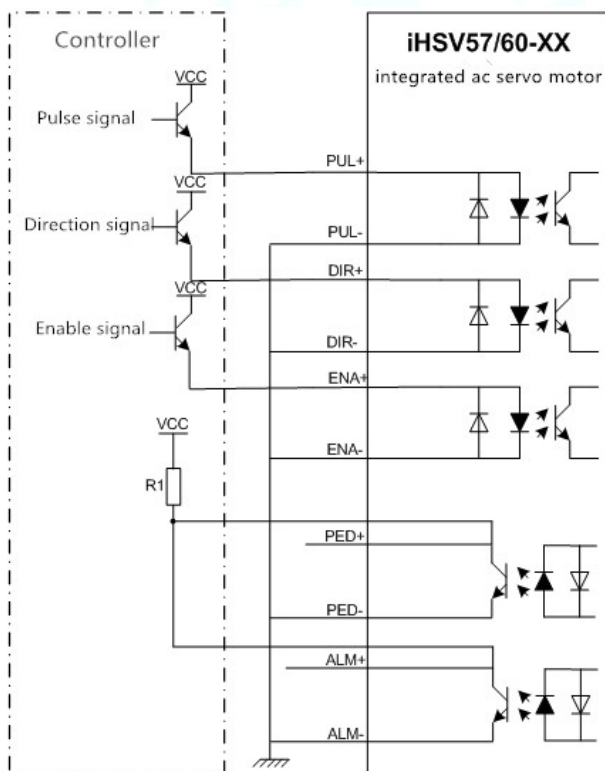 Controller
iHSV57/60-XX
integrated ac servo motor
VCC
Pulse signal
PUL+
VCC
Direction signal
PUL-
DIR+
VCC
Enable signal
DIR-
ENA+
VCC
ENA-
R1
PED+
PED-
ALM+
ALM-